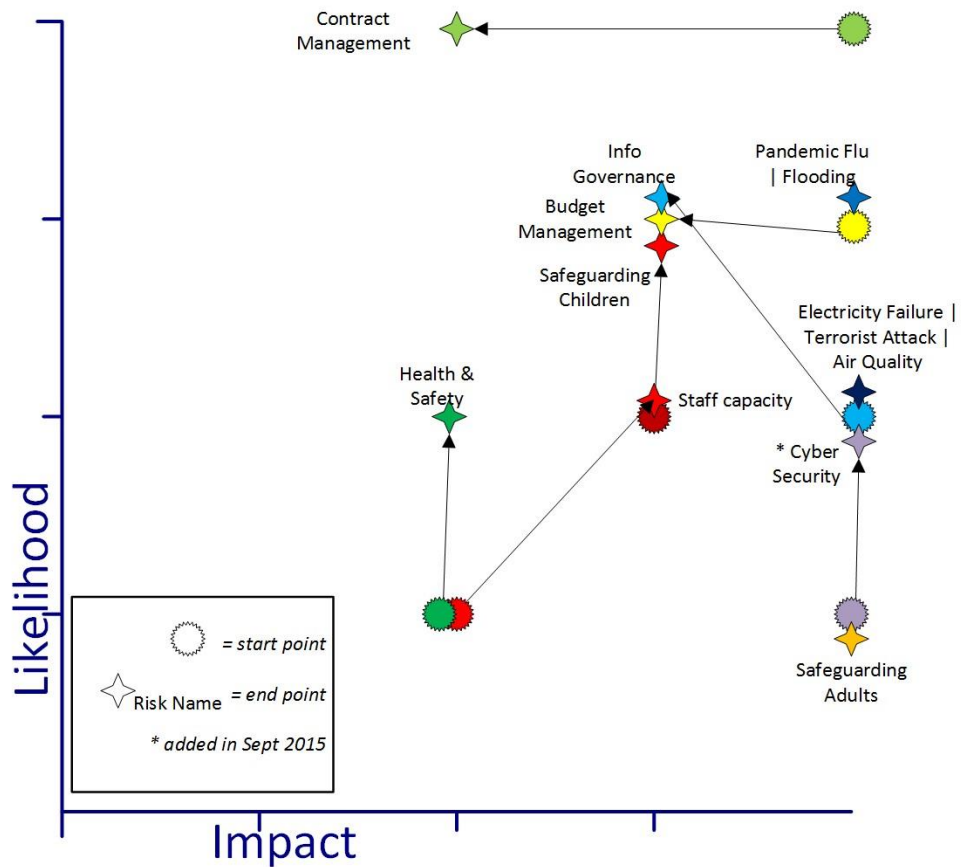 Contract
Management
Info
Governance
Pandemic Flu
| Flooding
Budget
Management
Safeguarding
Children
Electricity Failure |
Terrorist Attack |
Air Quality
Health &
Safety
Staff capacity
* Cyber
Security
Safeguarding
Adults
Likelihood
= start point
Risk Name = end point
* added in Sept 2015
Impact